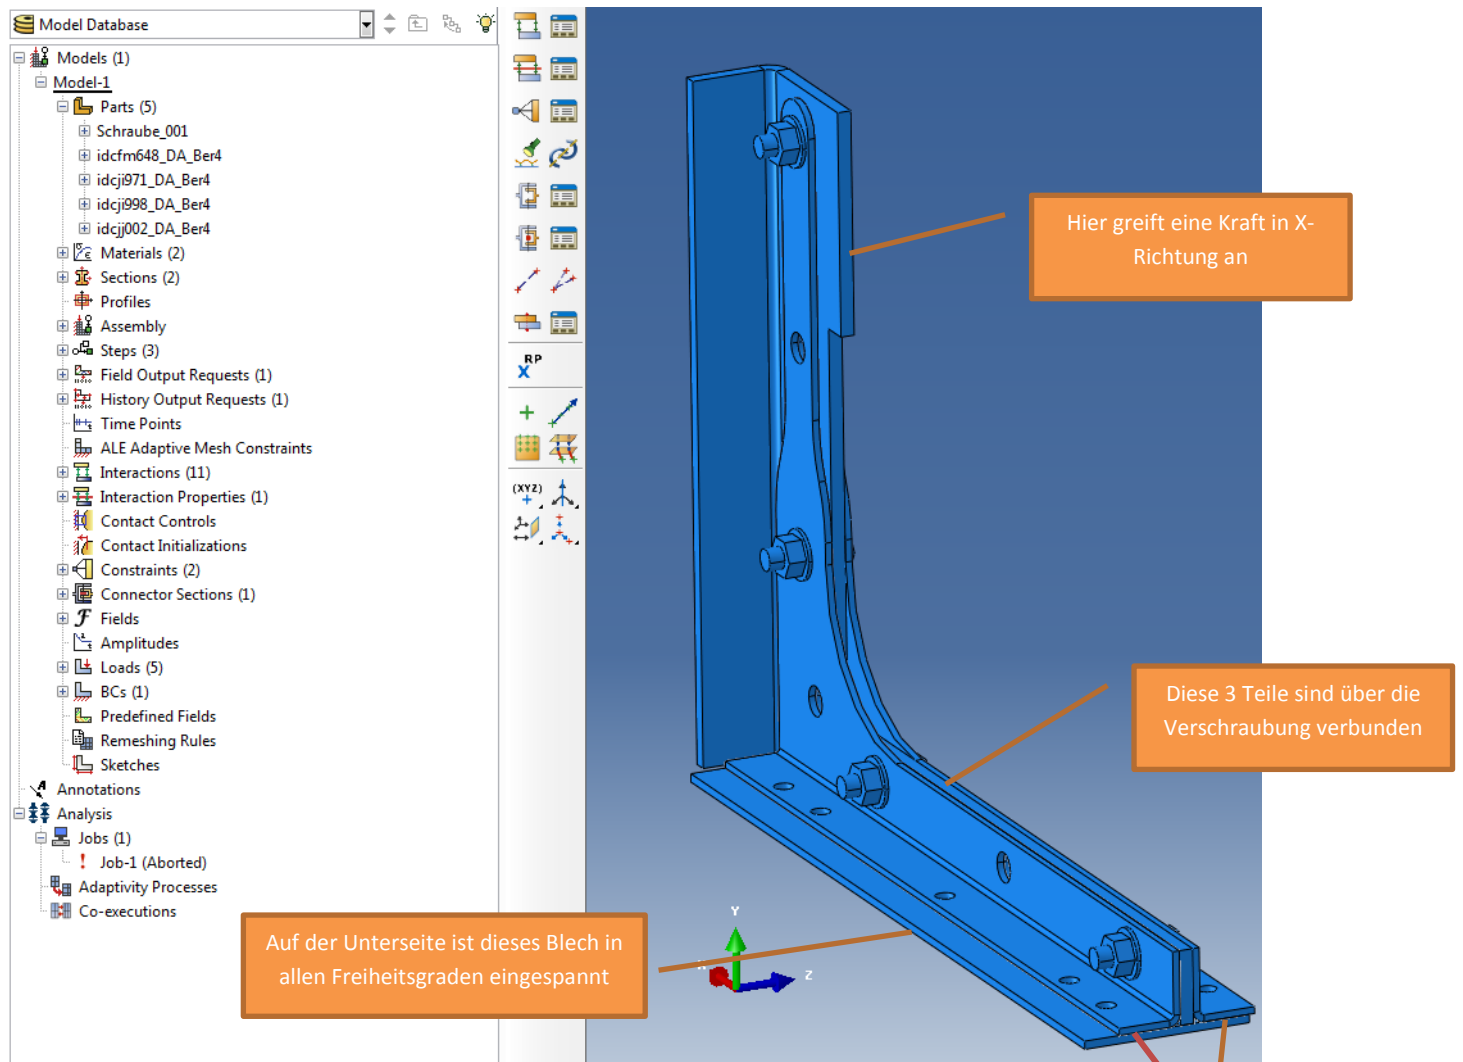 Model Database
Models (1)
Model-1
Parts (5)
Schraube_001
idcfm648_DA_Ber4
idcji971_DA_Ber4
idcji998_DA_Ber4
idcjj002_DA_Ber4
Materials (2)
Sections (2)
Profiles
Assembly
Steps (3)
Field Output Requests (1)
History Output Requests (1)
Time Points
ALE Adaptive Mesh Constraints
Interactions (11)
Interaction Properties (1)
Contact Controls
Contact Initializations
Constraints (2)
Connector Sections (1)
Fields
Amplitudes
Loads (5)
BCs (1)
Predefined Fields
Remeshing Rules
Sketches
Annotations
Analysis
Jobs (1)
Job-1 (Aborted)
Adaptivity Processes
Co-executions
RP
(XYZ)
Hier greift eine Kraft in X-
Richtung an
Diese 3 Teile sind über die
Verschraubung verbunden
Auf der Unterseite ist dieses Blech in
allen Freiheitsgraden eingespannt
Y
Z